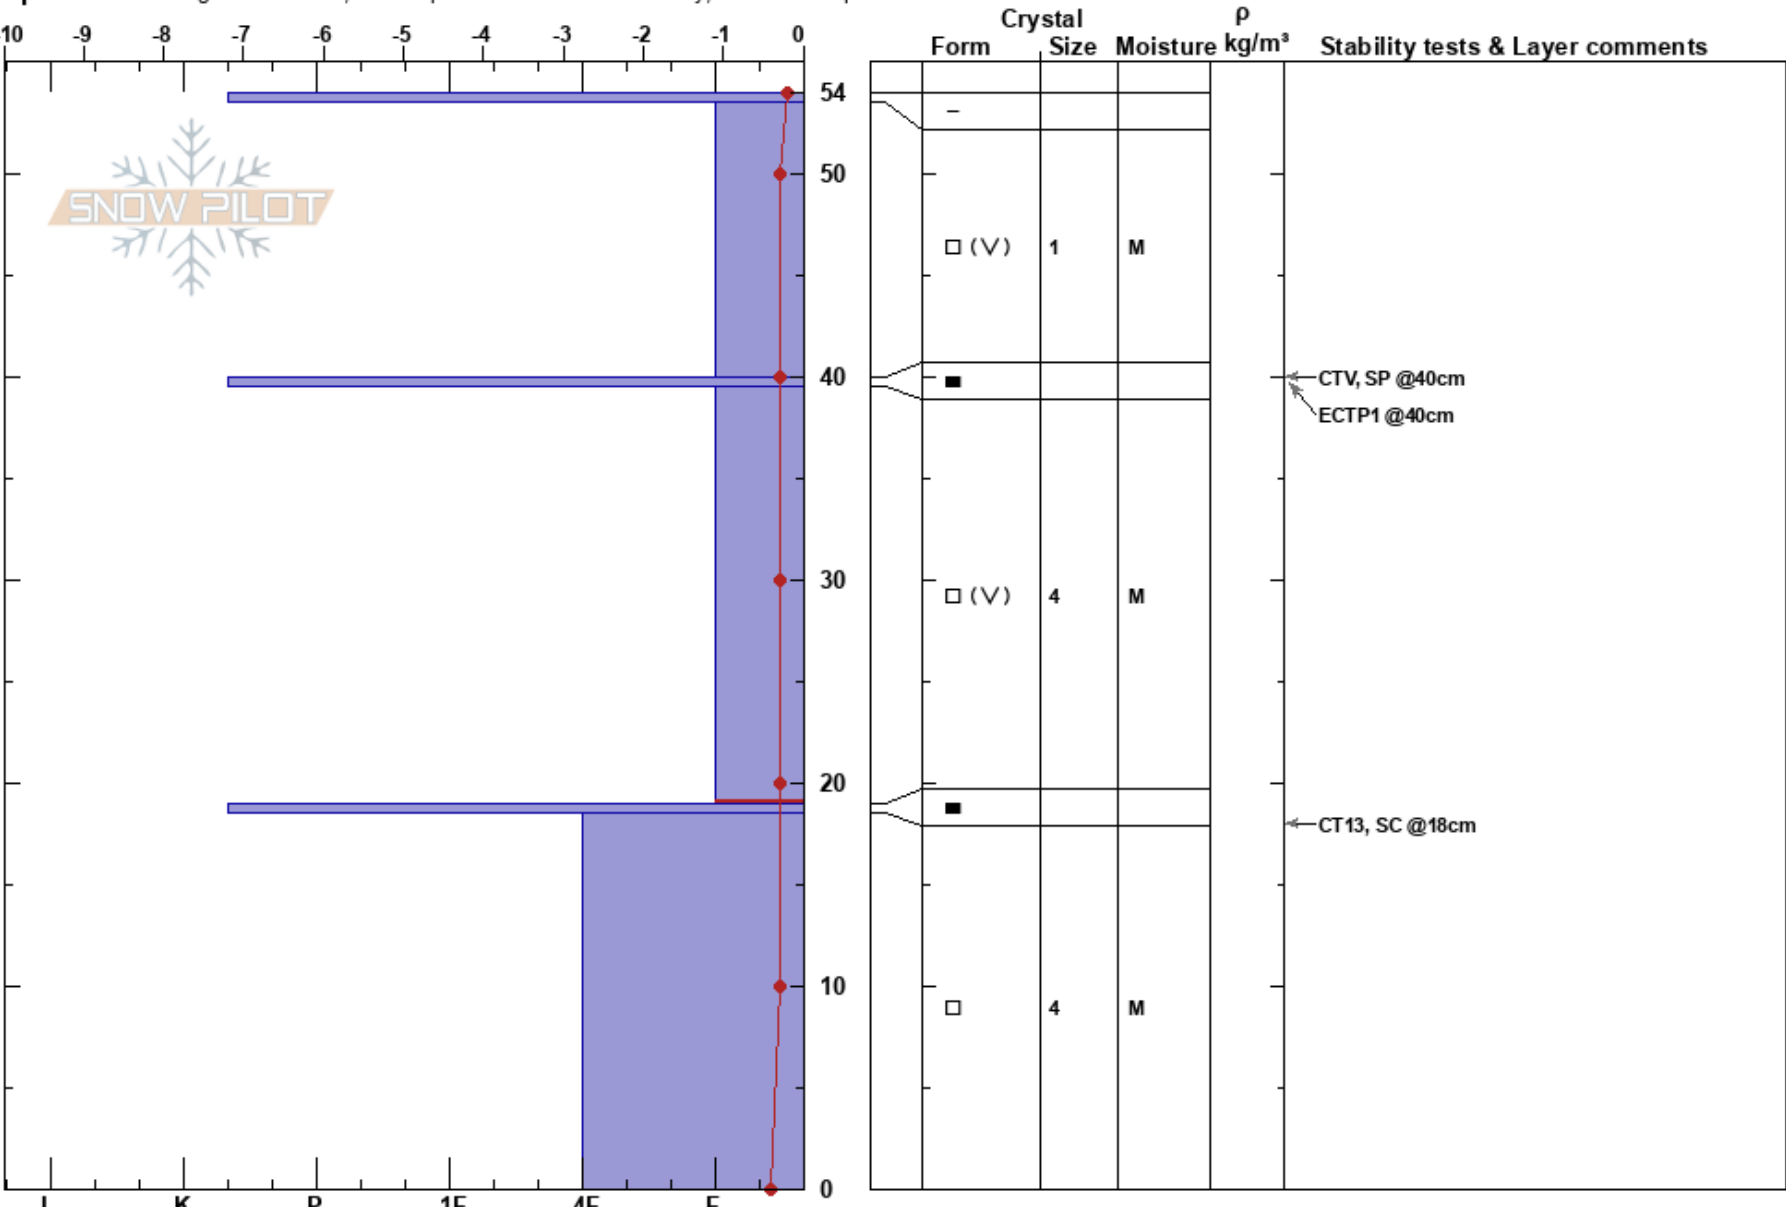 Crystal ρ
-10 -9 -8 -7 -6 -5 -4 -3 -2 -1 0 Form Size Moisture kg/m³ Stability tests & Layer comments
54
–
50
SNOW PILOT
□ (V) 1 M
40 ■ CTV, SP @40cm
ECTP1 @40cm
30
□ (V) 4 M
20
■
CT13, SC @18cm
10
□ 4 M
0
I K P 1F 4F F